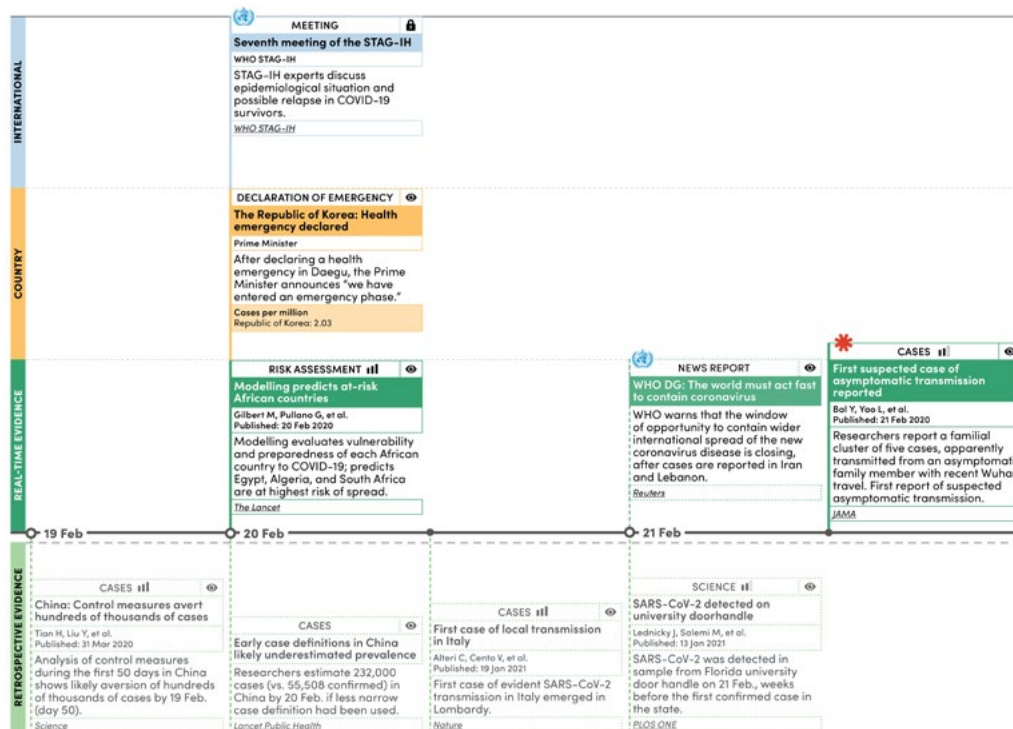 INTERNATIONAL
MEETING
Seventh meeting of the STAG-IH
WHO STAG-IH
STAG-IH experts discuss
epidemiological situation and
possible relapse in COVID-19
survivors.
WHO STAG-IH
COUNTRY
DECLARATION OF EMERGENCY
The Republic of Korea: Health
emergency declared
Prime Minister
After declaring a health
emergency in Daegu, the Prime
Minister announces “we have
entered an emergency phase.”
Cases per million
Republic of Korea: 2.03
REAL-TIME EVIDENCE
RISK ASSESSMENT
Modelling predicts at-risk
African countries
Gilbert M, Pullano G, et al.
Published: 20 Feb 2020
Modelling evaluates vulnerability
and preparedness of each African
country to COVID-19; predicts
Egypt, Algeria, and South Africa
are at highest risk of spread.
The Lancet
NEWS REPORT
WHO DG: The world must act fast
to contain coronavirus
WHO warns that the window
of opportunity to contain wider
international spread of the new
coronavirus disease is closing,
after cases are reported in Iran
and Lebanon.
Reuters
CASES
First suspected case of
asymptomatic transmission
reported
Bal Y, Yao L, et al.
Published: 21 Feb 2020
Researchers report a familial
cluster of five cases, apparently
transmitted from an asymptomati
family member with recent Wuha
travel. First report of suspected
asymptomatic transmission.
JAMA
19 Feb
20 Feb
21 Feb
RETROSPECTIVE EVIDENCE
CASES
China: Control measures avert
hundreds of thousands of cases
Tian H, Liu Y, et al.
Published: 31 Mar 2020
Analysis of control measures
during the first 50 days in China
shows likely aversion of hundreds
of thousands of cases by 19 Feb.
(day 50).
Science
CASES
Early case definitions in China
likely underestimated prevalence
Researchers estimate 232,000
cases (vs. 55,508 confirmed) in
China by 20 Feb. if less narrow
case definition had been used.
Lancet Public Health
CASES
First case of local transmission
in Italy
Alteri C, Cento V, et al.
Published: 19 Jan 2021
First case of evident SARS-CoV-2
transmission in Italy emerged in
Lombardy.
Nature
SCIENCE
SARS-CoV-2 detected on
university doorhandle
Lednicky J, Salemi M, et al.
Published: 13 Jan 2021
SARS-CoV-2 was detected in
sample from Florida university
door handle on 21 Feb., weeks
before the first confirmed case in
the state.
PLOS ONE